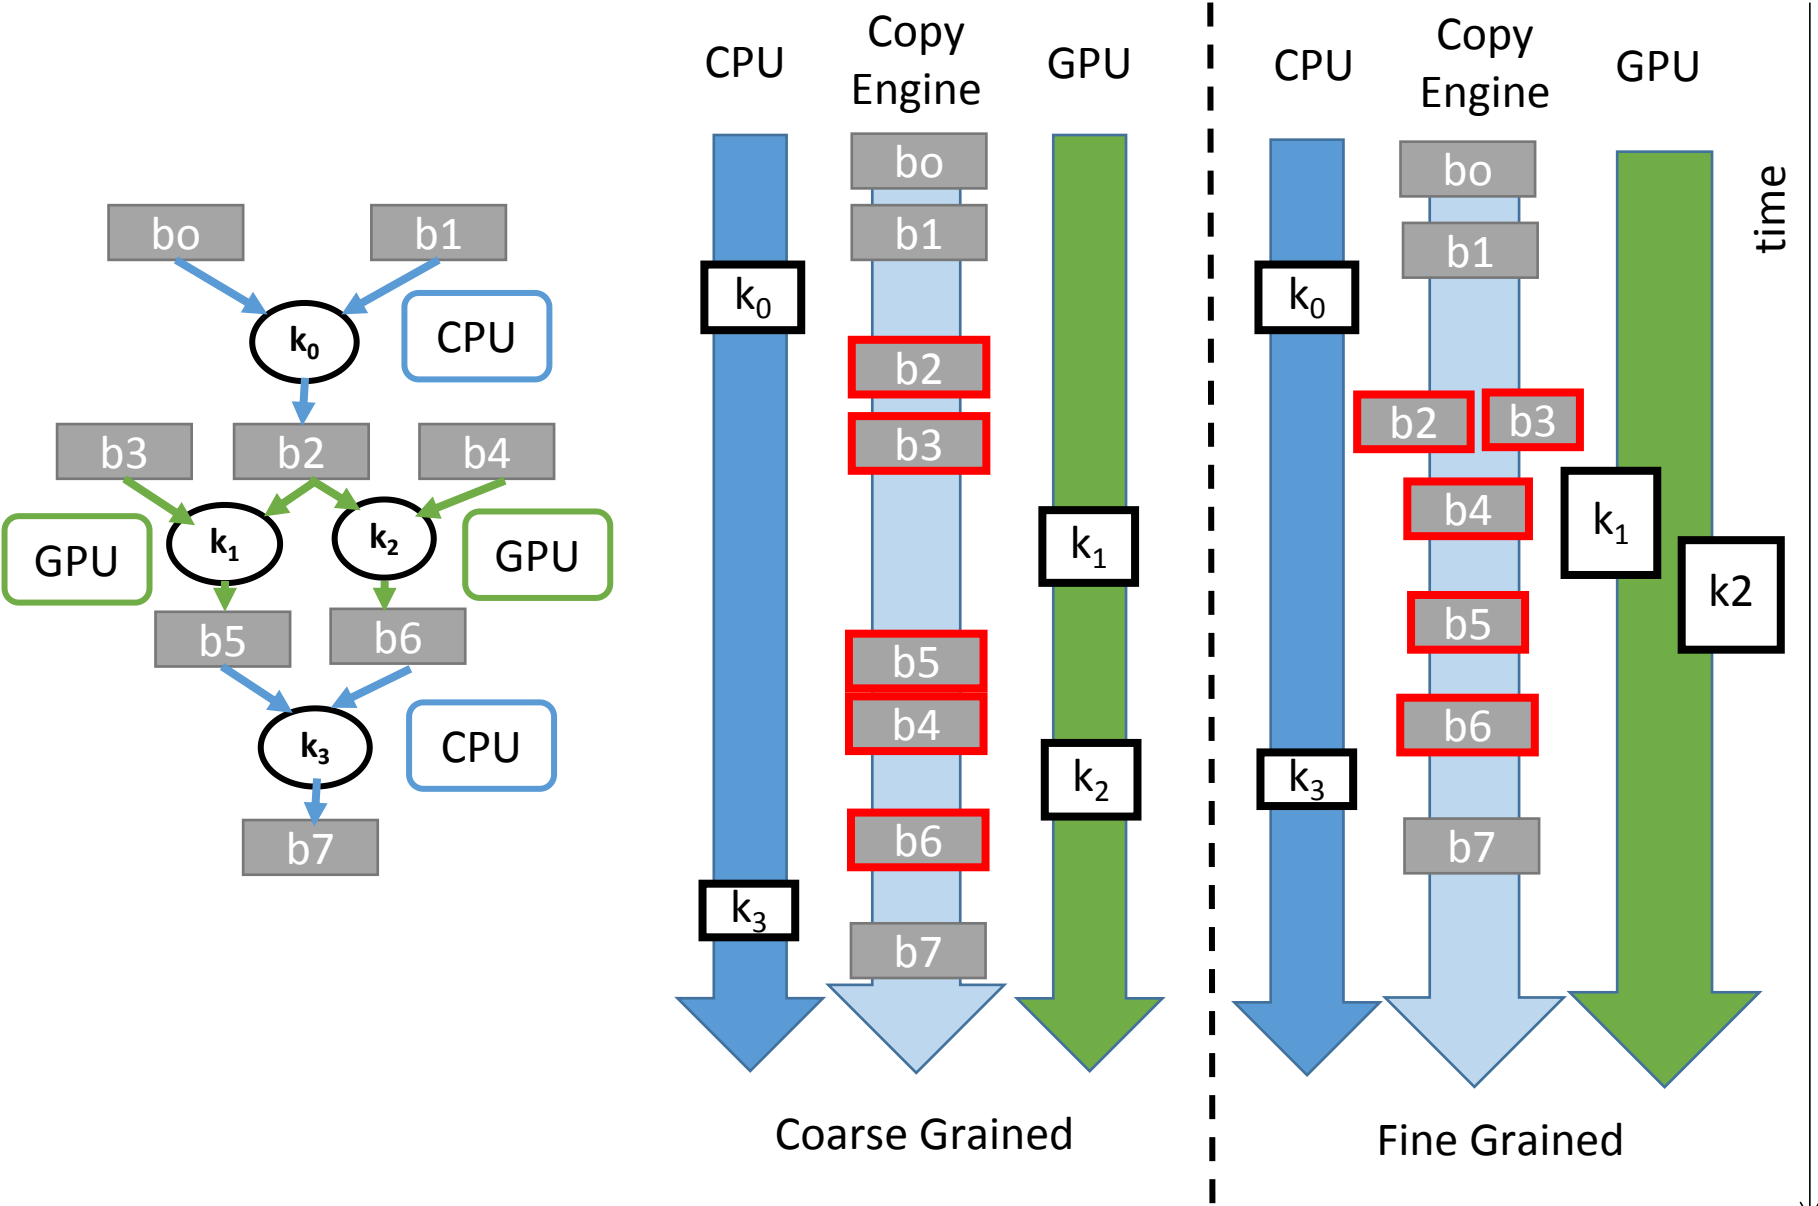 bo b1
k0 CPU
b3 b2 b4
GPU k1 k2 GPU
b5 b6
k3 CPU
b7
CPU Copy Engine GPU
bo
b1
k0
b2
b3
k1
b5
b4
k2
b6
k3
b7
Coarse Grained
CPU Copy Engine GPU
time
bo
b1
k0
b2 b3
b4
k1
k2
b5
b6
k3
b7
Fine Grained